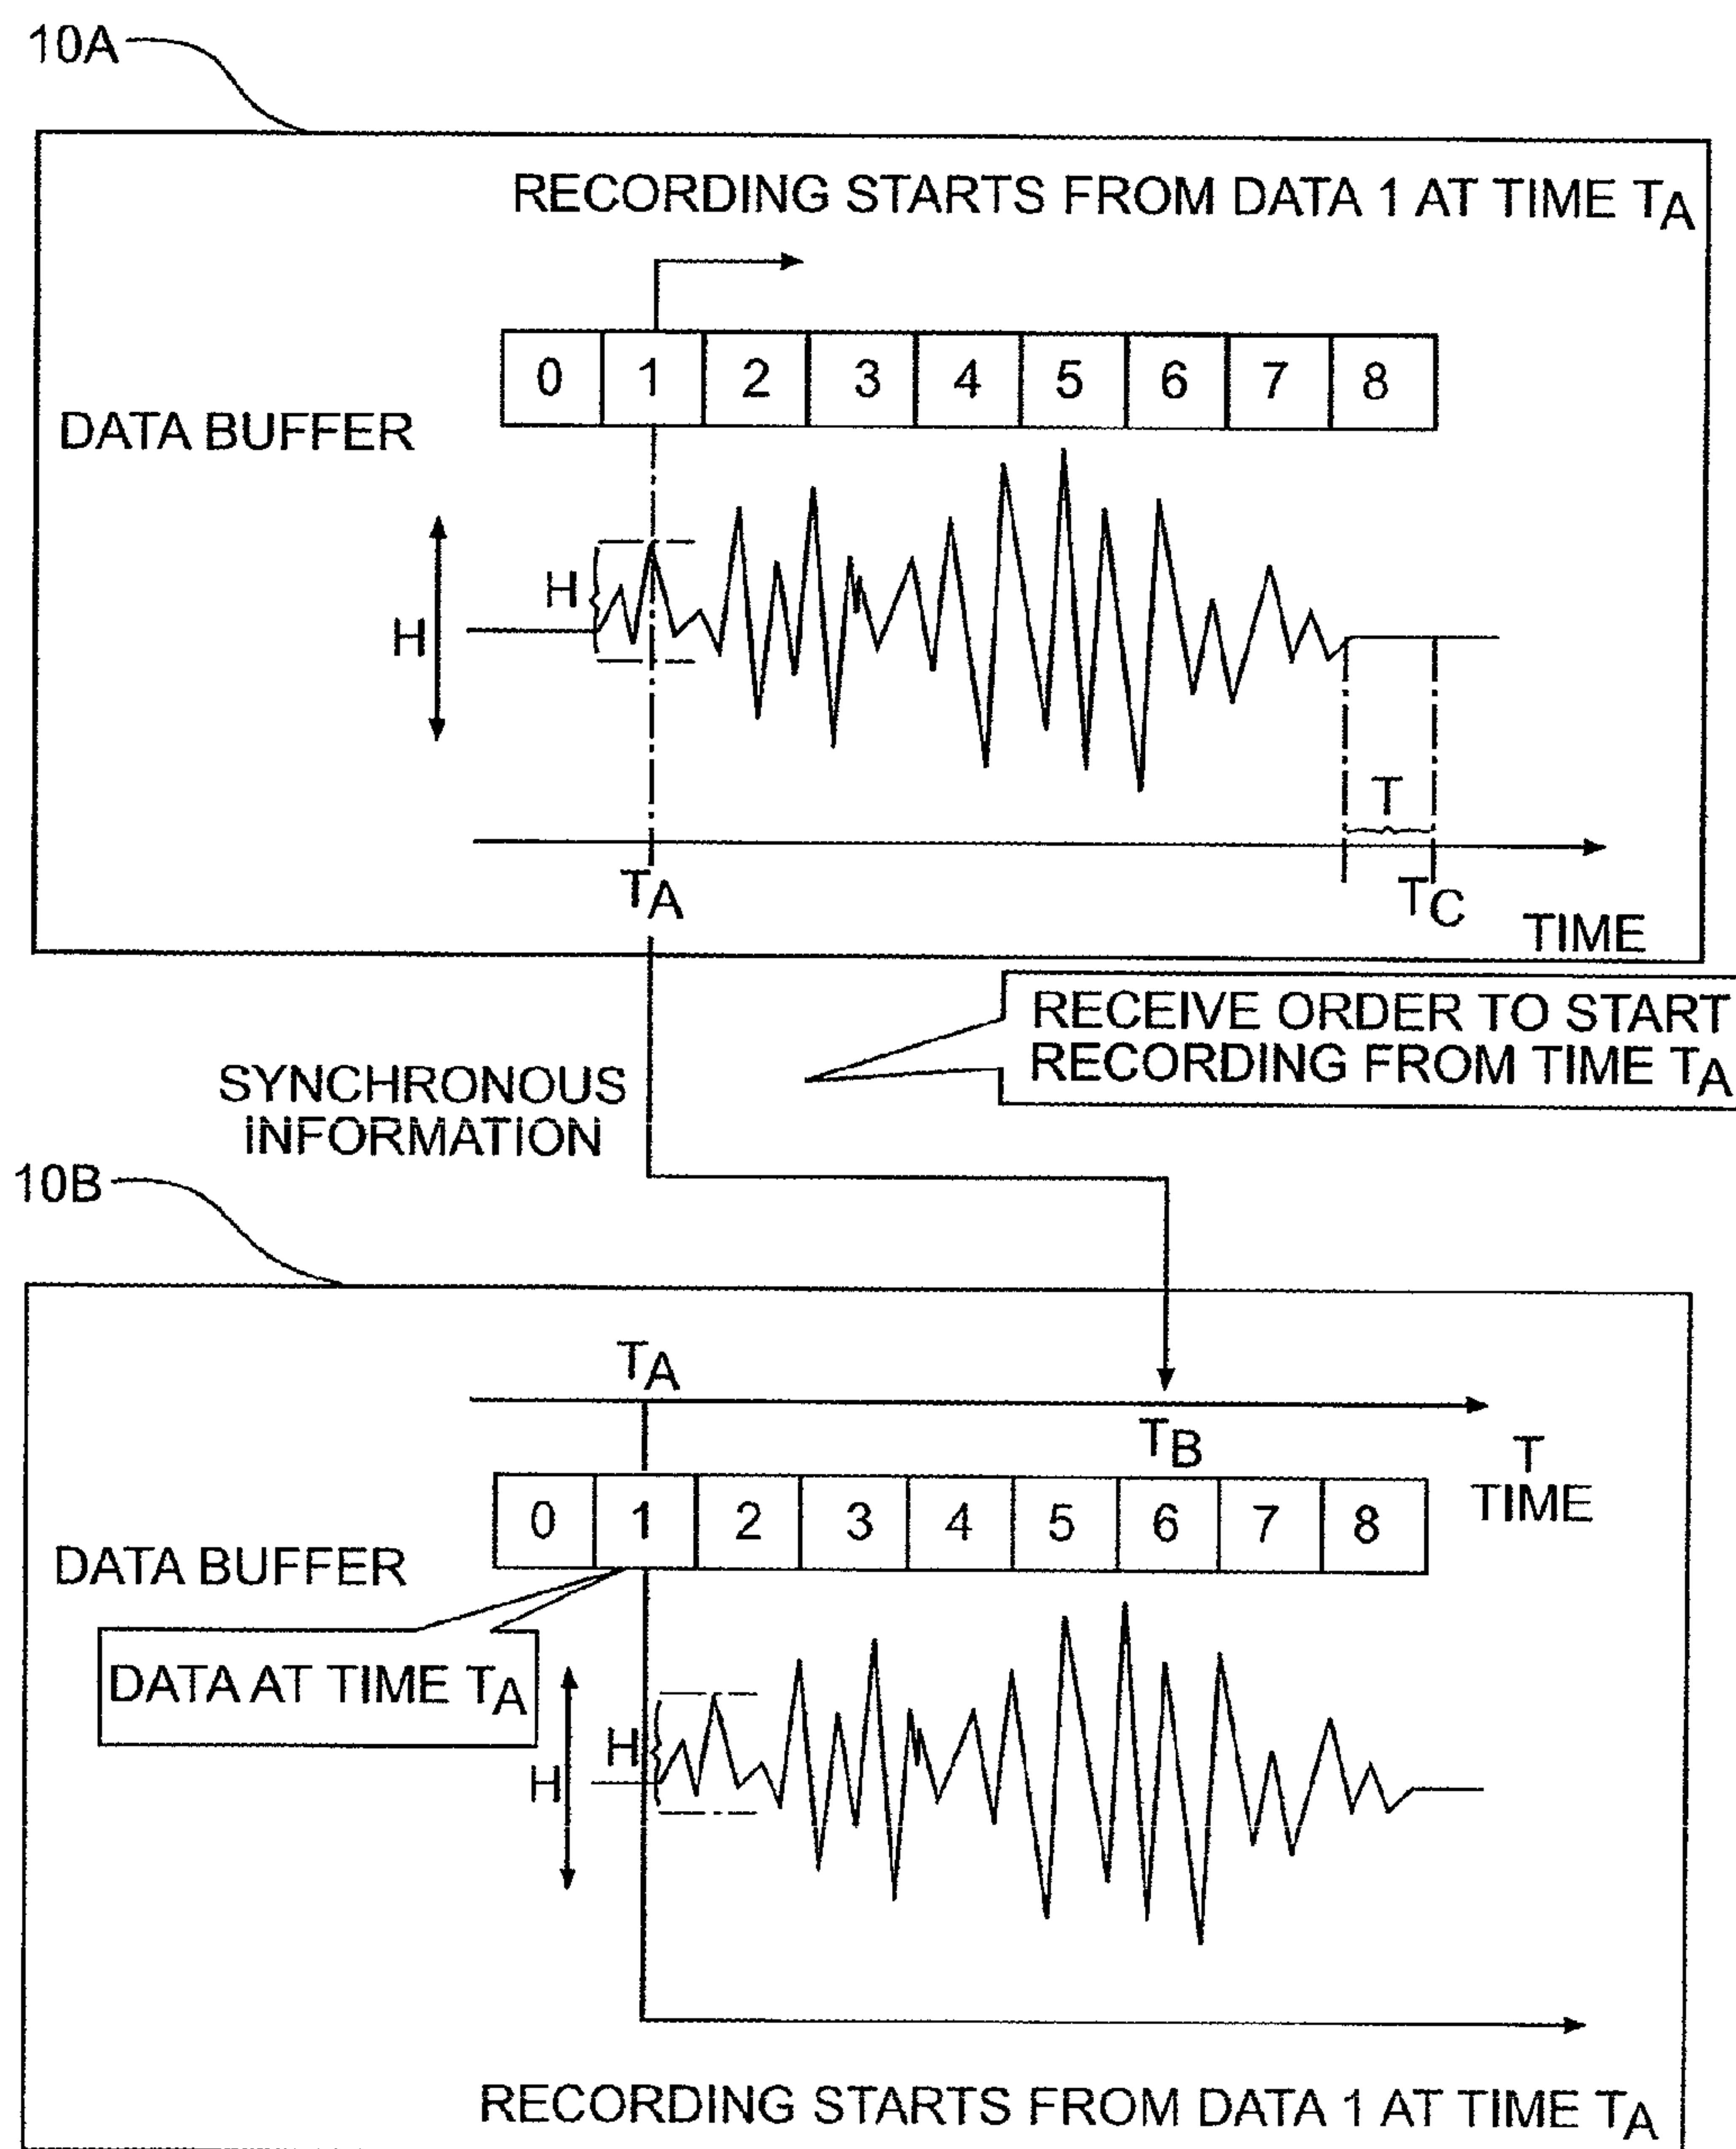 10A
RECORDING STARTS FROM DATA 1 AT TIME TA
0 1 2 3 4 5 6 7 8
DATA BUFFER
H
H
T
TA
TC
TIME
RECEIVE ORDER TO START
RECORDING FROM TIME TA
SYNCHRONOUS
INFORMATION
10B
TA
TB
T
TIME
0 1 2 3 4 5 6 7 8
DATA BUFFER
DATA AT TIME TA
H
H
RECORDING STARTS FROM DATA 1 AT TIME TA